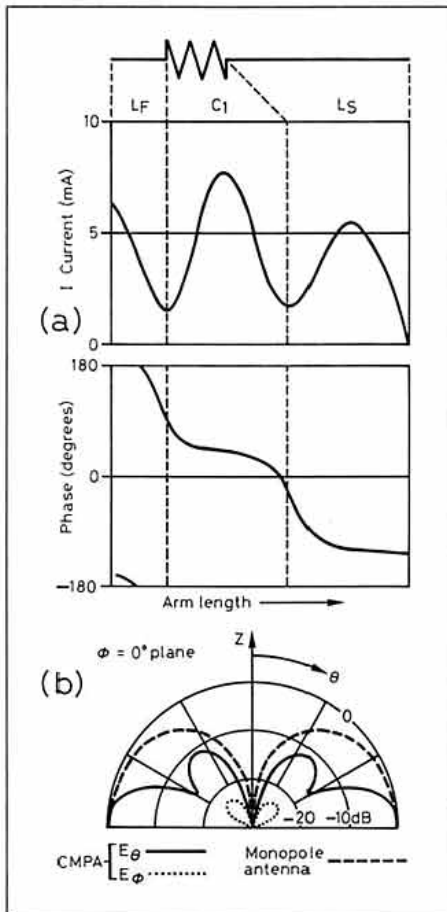 LF C1 LS
10
5
0
I Current (mA)
(a)
180
0
−180
Phase (degrees)
Arm length
Φ = 0° plane
Z
θ
(b)
0
−20 −10dB
CMPA Eθ Monopole
EΦ antenna